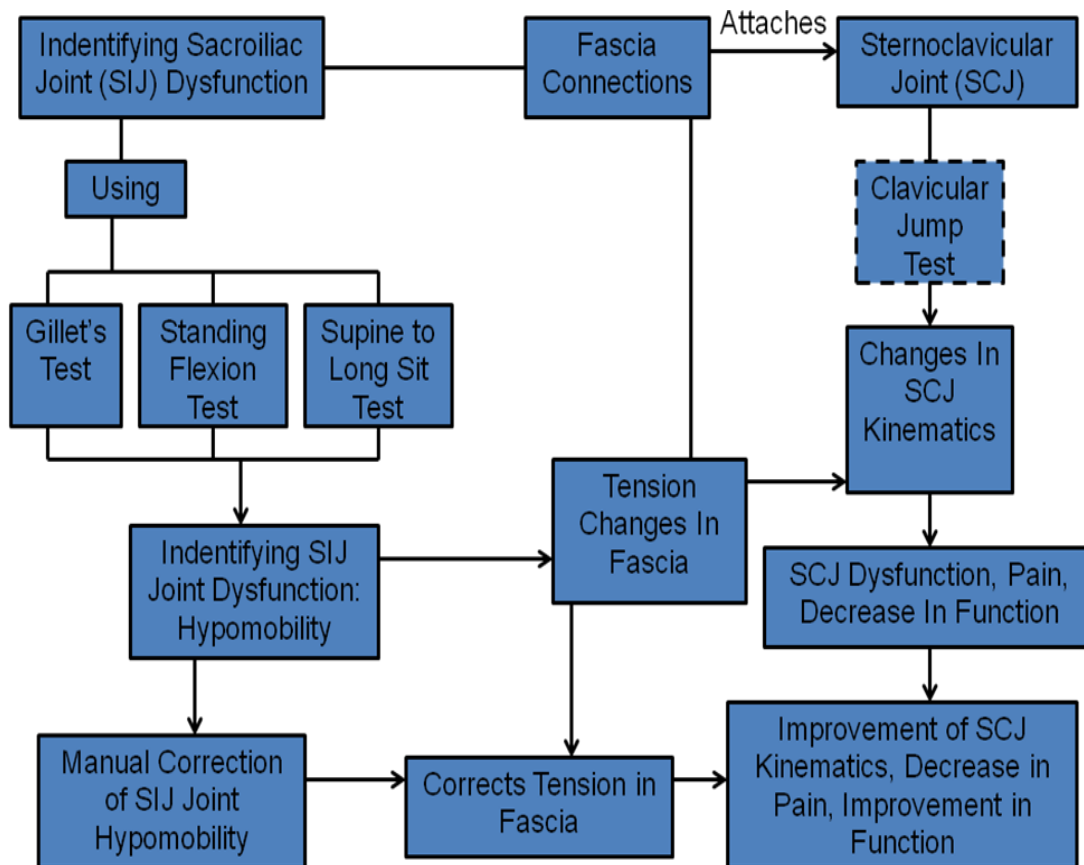 Indentifying Sacroiliac
Joint (SIJ) Dysfunction
Fascia
Connections
Attaches
Sternoclavicular
Joint (SCJ)
Using
Clavicular
Jump
Test
Gillet's
Test
Standing
Flexion
Test
Supine to
Long Sit
Test
Changes In
SCJ
Kinematics
Tension
Changes In
Fascia
Indentifying SIJ
Joint Dysfunction:
Hypomobility
SCJ Dysfunction, Pain,
Decrease In Function
Manual Correction
of SIJ Joint
Hypomobility
Corrects Tension in
Fascia
Improvement of SCJ
Kinematics, Decrease in
Pain, Improvement in
Function